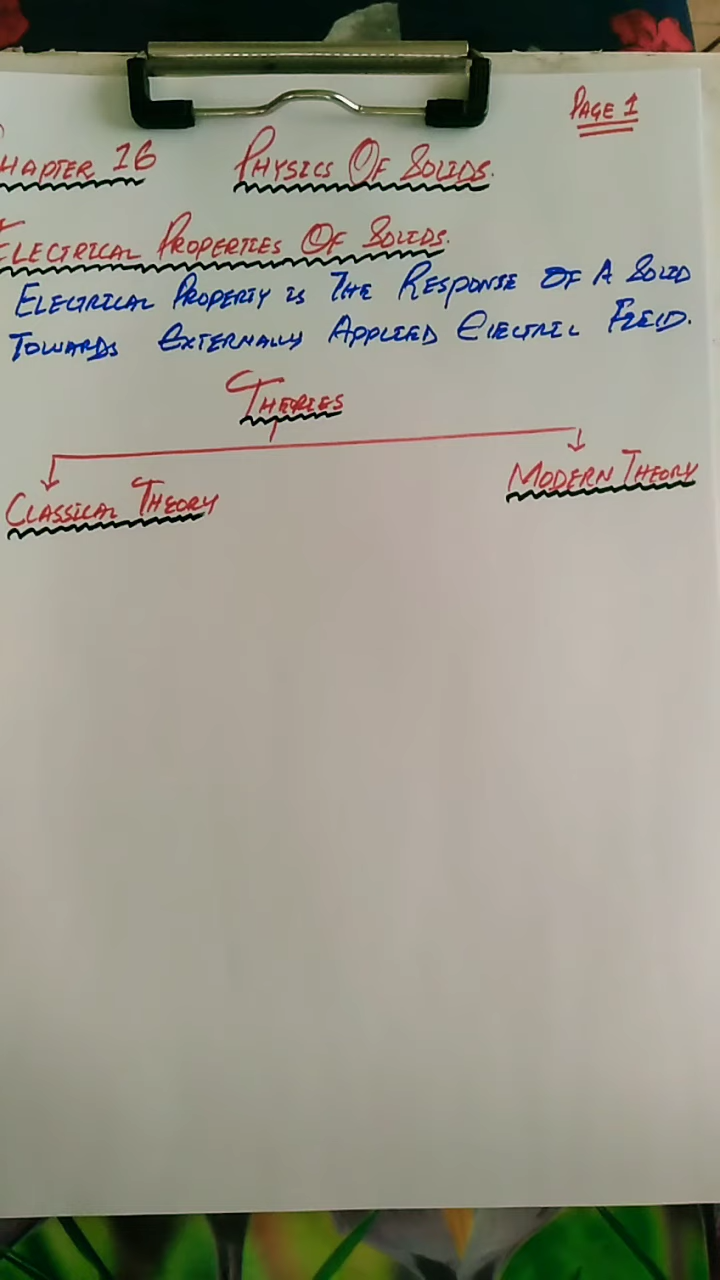 PAGE 1
CHAPTER 16 PHYSICS OF SOLIDS.
ELECTRICAL PROPERTIES OF SOLIDS.
ELECTRICAL PROPERTY IS THE RESPONSE OF A SOLID
TOWARDS EXTERNALLY APPLIED ELECTRIC FIELD.
THEORIES
CLASSICAL THEORY MODERN THEORY